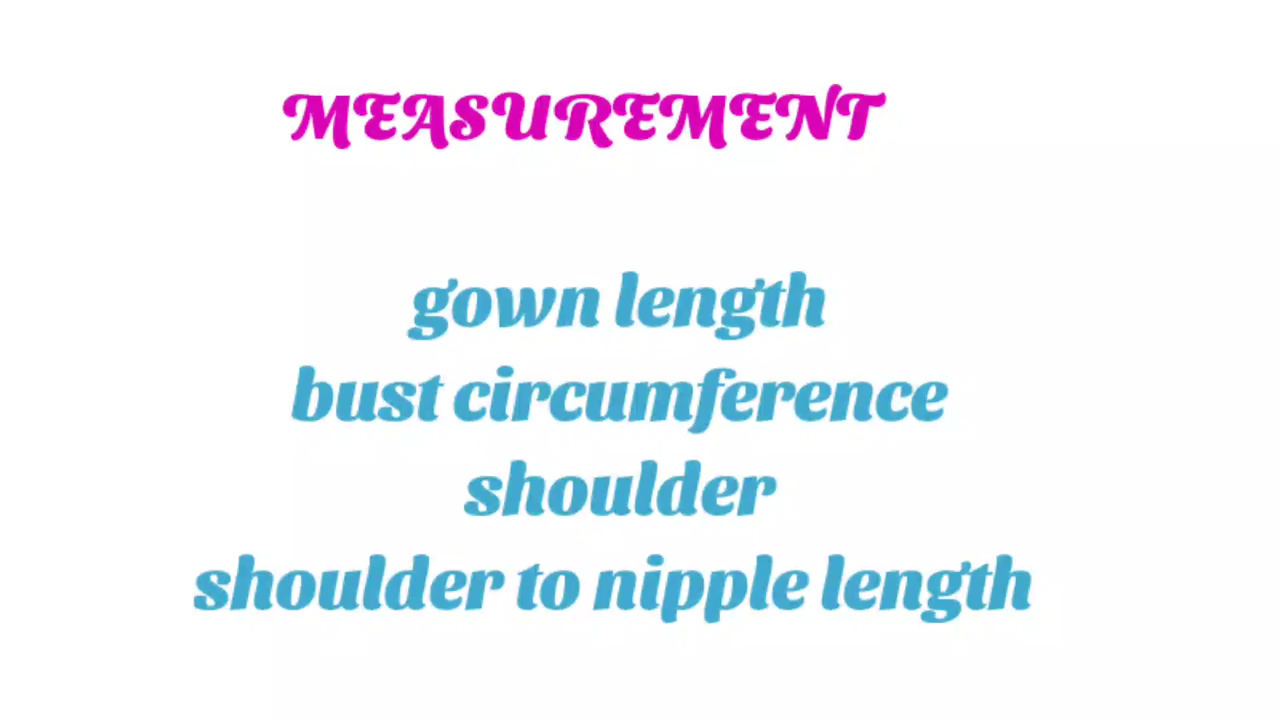 MEASUREMENT
gown length
bust circumference
shoulder
shoulder to nipple length